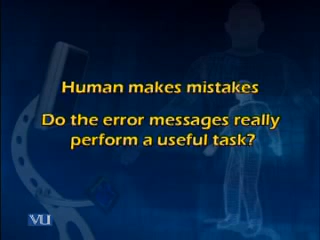 Human makes mistakes
Do the error messages really
perform a useful task?
VU